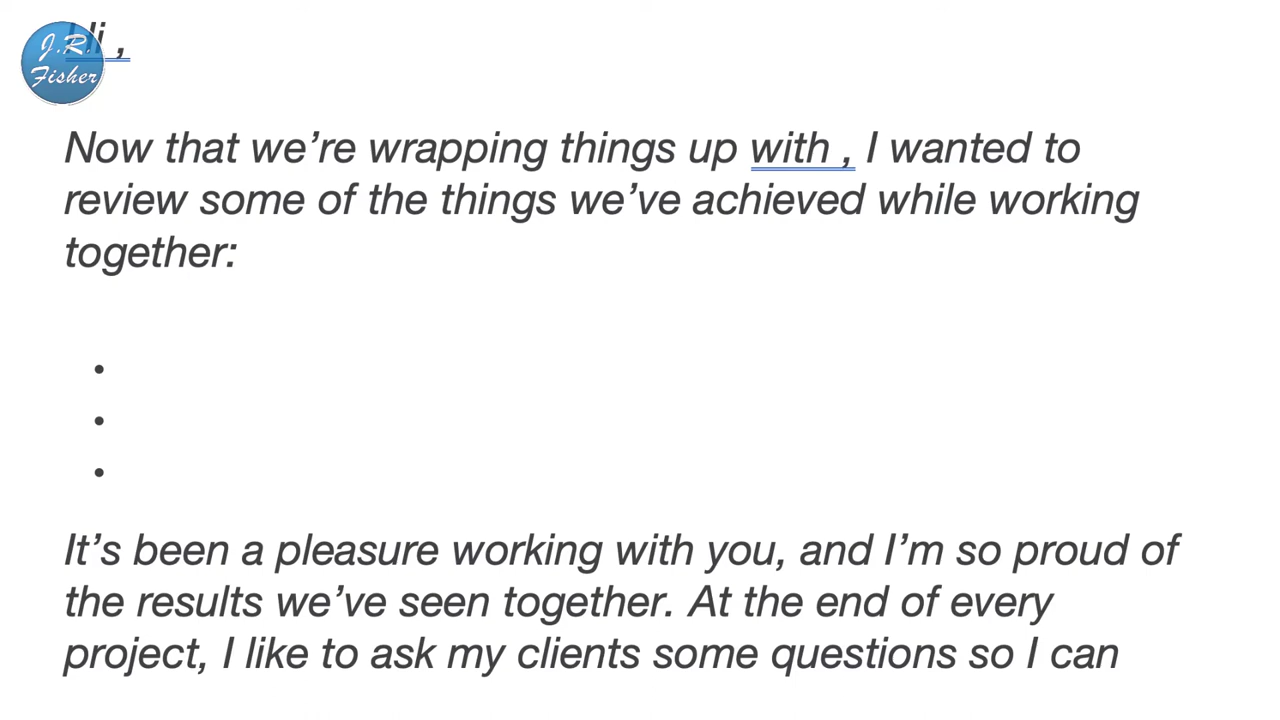 Hi ,
J.R.
Fisher
Now that we’re wrapping things up with , I wanted to
review some of the things we’ve achieved while working
together:
•
•
•
It’s been a pleasure working with you, and I’m so proud of
the results we’ve seen together. At the end of every
project, I like to ask my clients some questions so I can